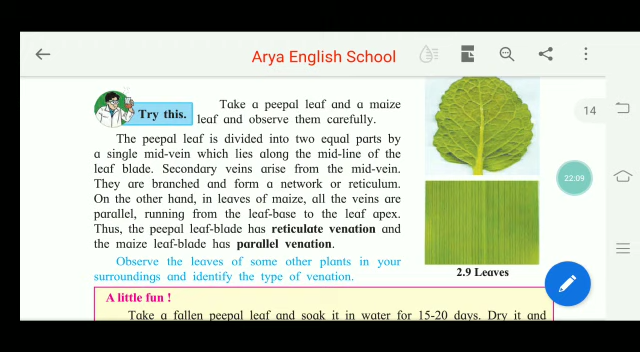 Arya English School
Try this.
Take a peepal leaf and a maize
leaf and observe them carefully.
The peepal leaf is divided into two equal parts by
a single mid-vein which lies along the mid-line of the
leaf blade. Secondary veins arise from the mid-vein.
They are branched and form a network or reticulum.
On the other hand, in leaves of maize, all the veins are
parallel, running from the leaf-base to the leaf apex.
Thus, the peepal leaf-blade has reticulate venation and
the maize leaf-blade has parallel venation.
Observe the leaves of some other plants in your
surroundings and identify the type of venation.
2.9 Leaves
14
22:09
A little fun !
Take a fallen peepal leaf and soak it in water for 15-20 days. Dry it and